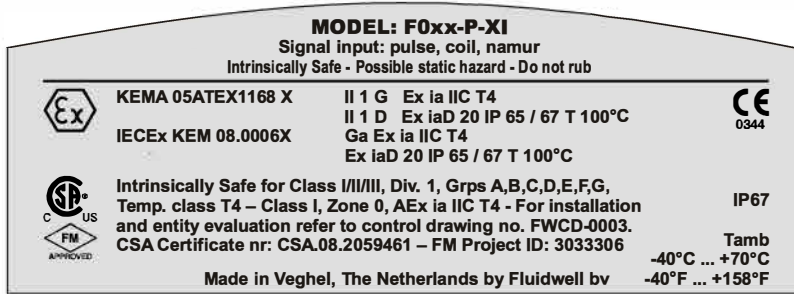 MODEL: F0xx-P-XI
Signal input: pulse, coil, namur
Intrinsically Safe - Possible static hazard - Do not rub
Ex
KEMA 05ATEX1168 X II 1 G Ex ia IIC T4
II 1 D Ex iaD 20 IP 65 / 67 T 100°C
CE
0344
IECEx KEM 08.0006X Ga Ex ia IIC T4
Ex iaD 20 IP 65 / 67 T 100°C
CSA®
C US
FM
APPROVED
Intrinsically Safe for Class I/II/III, Div. 1, Grps A,B,C,D,E,F,G,
Temp. class T4 – Class I, Zone 0, AEx ia IIC T4 - For installation
and entity evaluation refer to control drawing no. FWCD-0003.
CSA Certificate nr: CSA.08.2059461 – FM Project ID: 3033306
IP67
Tamb
-40°C ... +70°C
-40°F ... +158°F
Made in Veghel, The Netherlands by Fluidwell bv